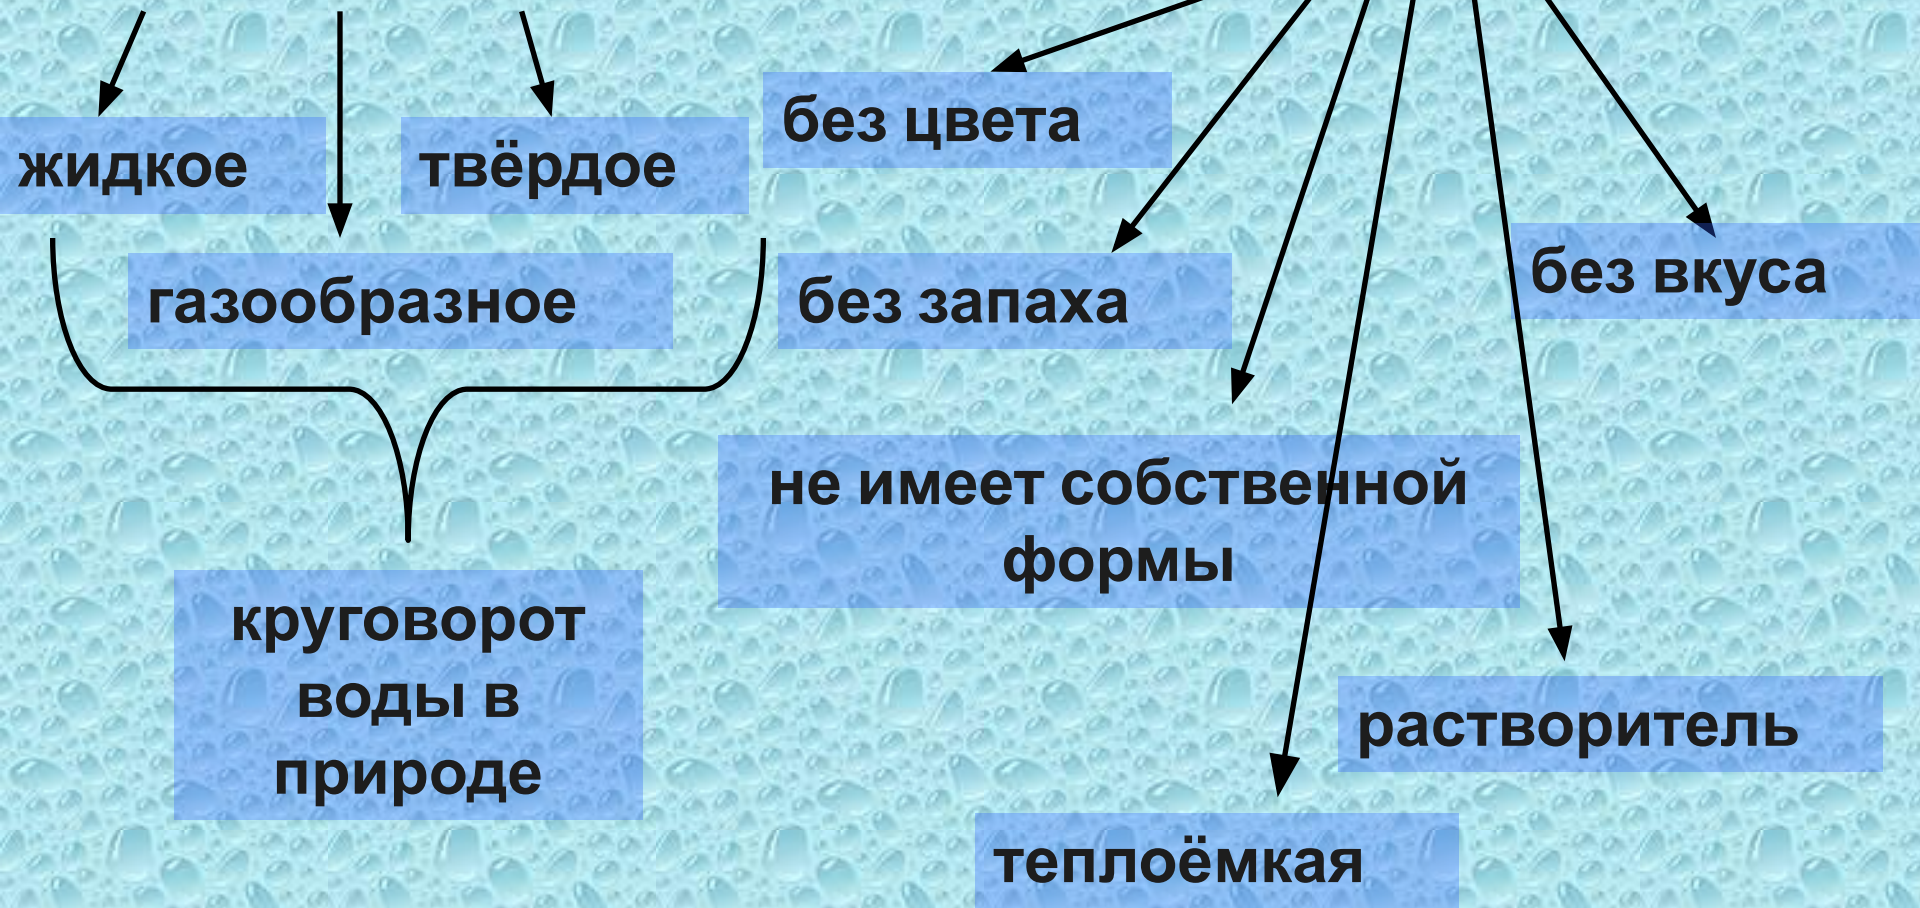 жидкое
твёрдое
газообразное
круговорот
воды в
природе
без цвета
без запаха
не имеет собственной
формы
теплоёмкая
растворитель
без вкуса